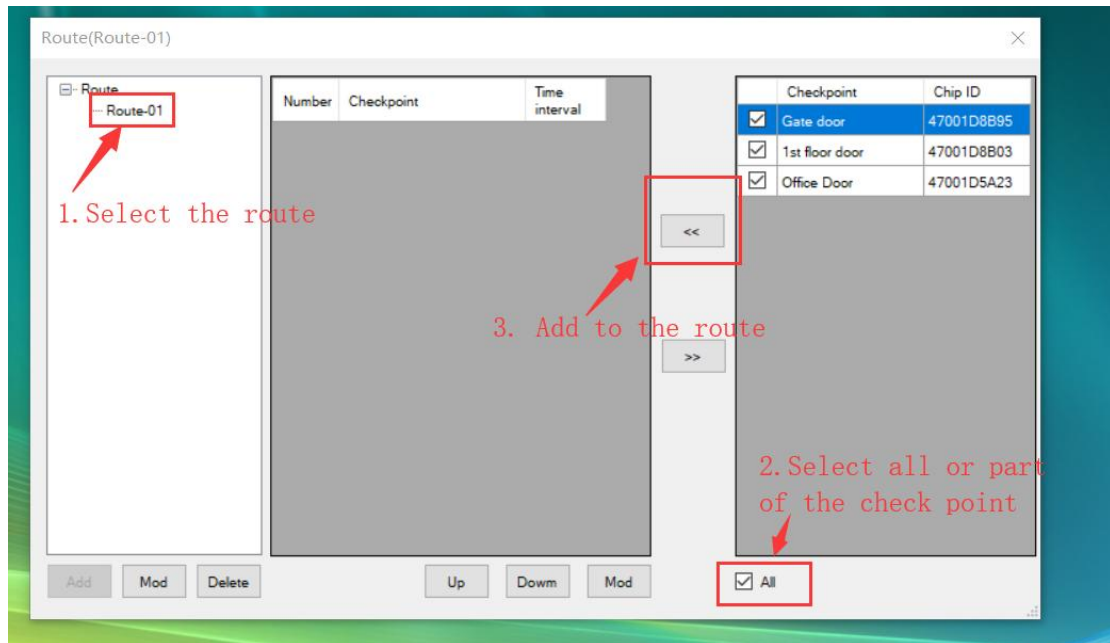 Route(Route-01)
Route
Route-01
1.Select the route
Number Checkpoint Time interval
<<
3. Add to the route
>>
Checkpoint Chip ID
Gate door 47001D8B95
1st floor door 47001D8B03
Office Door 47001D5A23
2.Select all or part
of the check point
Add Mod Delete Up Dowm Mod All